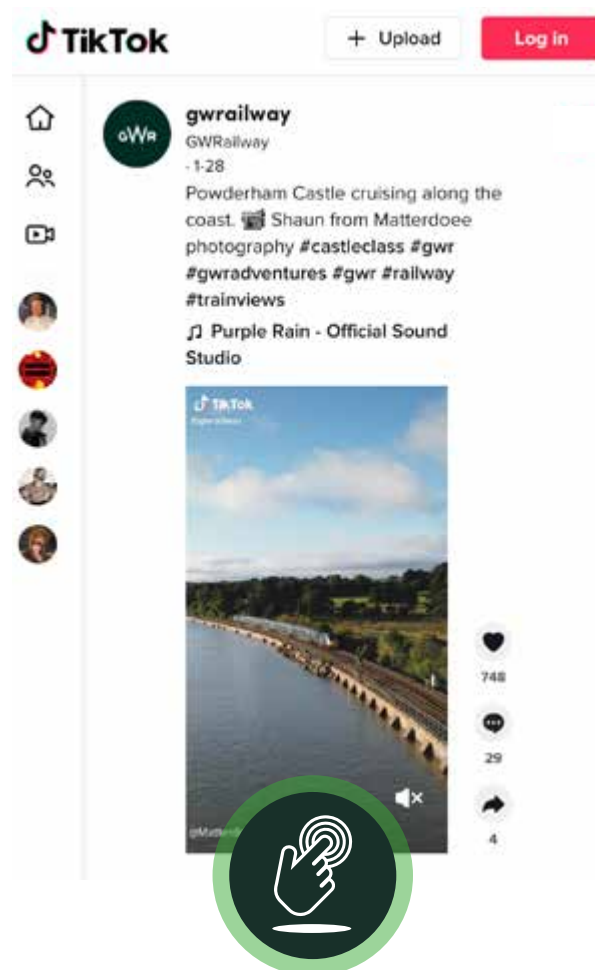 TikTok
+ Upload
Log in
GWR
gwrailway
GWRailway
· 1-28
Powderham Castle cruising along the
coast. Shaun from Matterdoee
photography #castleclass #gwr
#gwradventures #gwr #railway
#trainviews
Purple Rain - Official Sound
Studio
TikTok
748
29
4